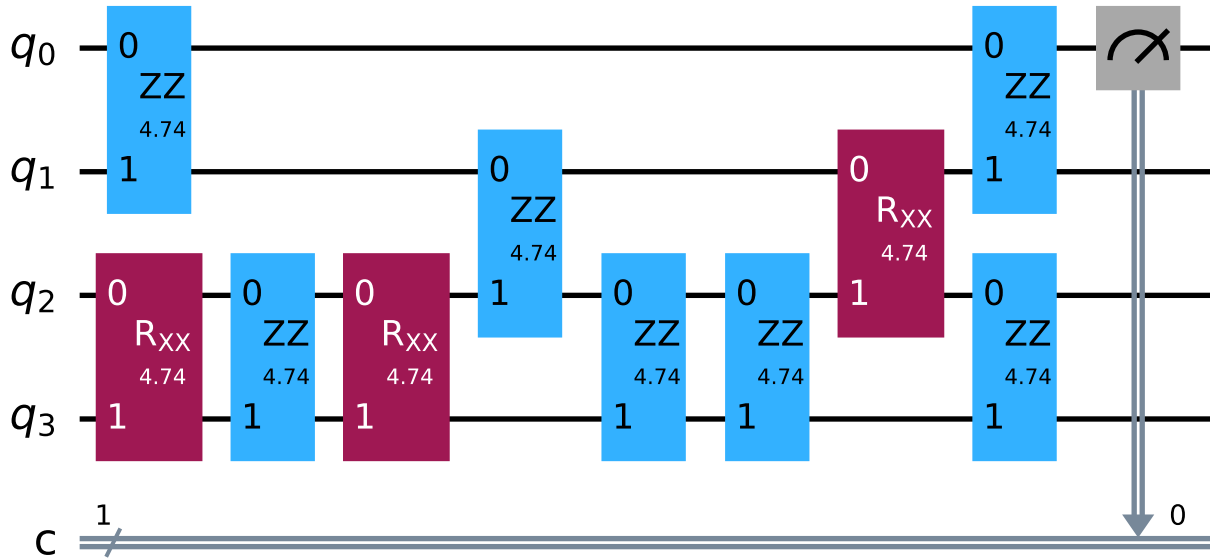 q0 0 ZZ 4.74 1 0 ZZ 4.74 1
q1 0 ZZ 4.74 1 0 RXX 4.74 1
q2 0 RXX 4.74 1 0 ZZ 4.74 1 0 RXX 4.74 1 0 ZZ 4.74 1 0 ZZ 4.74 1 0 ZZ 4.74 1
q3
c 1 0